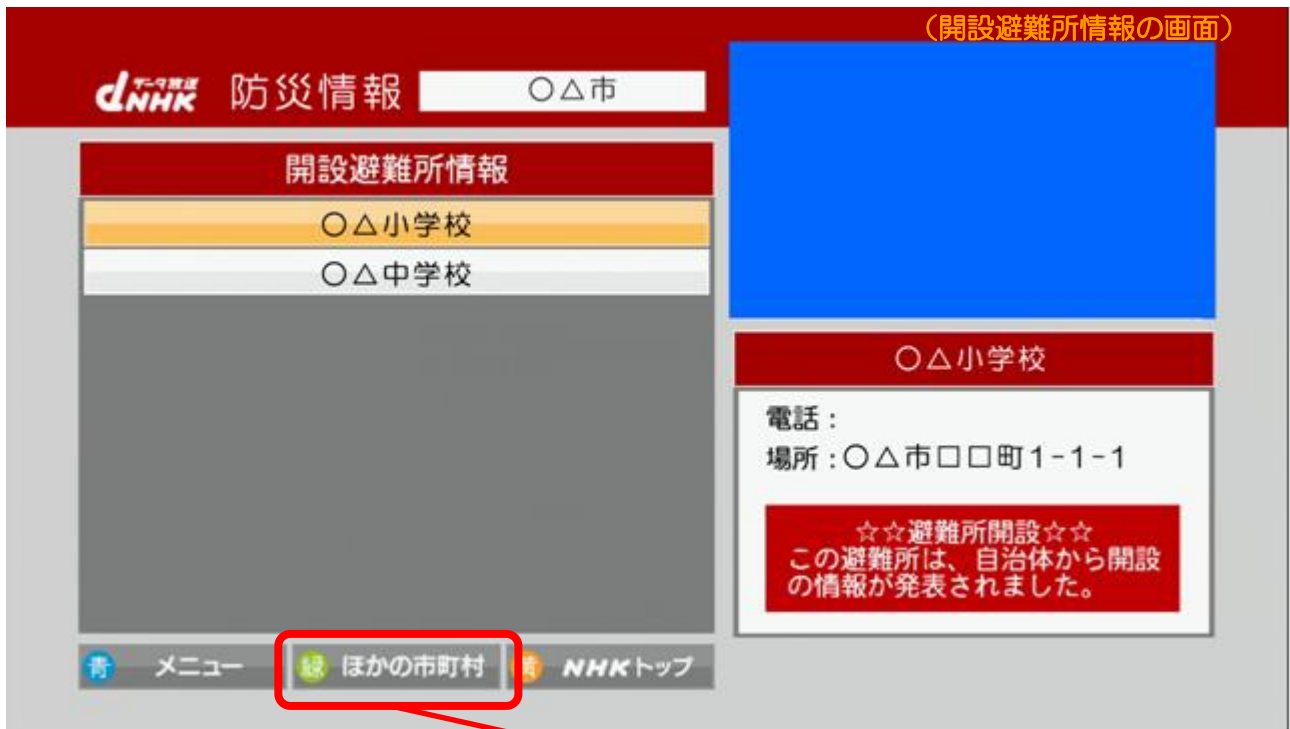 （開設避難所情報の画面）
データ放送
dNHK 防災情報 〇△市
開設避難所情報
〇△小学校
〇△中学校
〇△小学校
電話：
場所：〇△市□□町1-1-1
☆☆避難所開設☆☆
この避難所は、自治体から開設
の情報が発表されました。
青 メニュー 緑 ほかの市町村 黄 NHKトップ